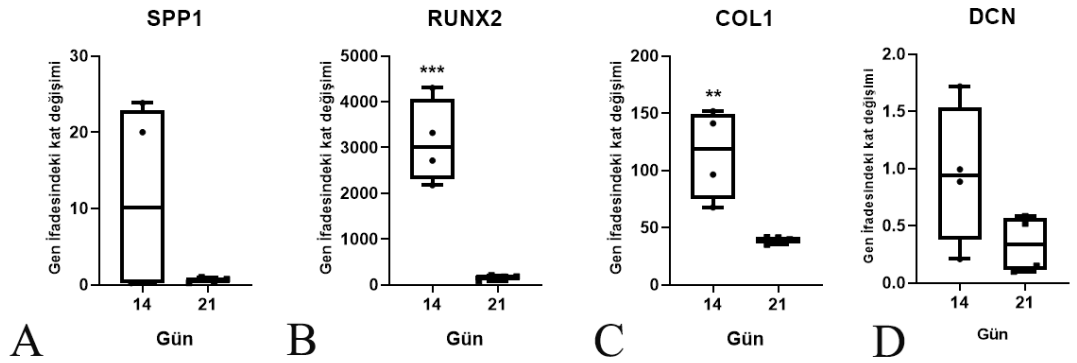 SPP1
Gen İfadesindeki kat değişimi
30
20
10
0
14 21
Gün
A
RUNX2
Gen İfadesindeki kat değişimi
5000
4000
3000
2000
1000
0
***
14 21
Gün
B
COL1
Gen İfadesindeki kat değişimi
200
150
100
50
0
**
14 21
Gün
C
DCN
Gen İfadesindeki kat değişimi
2.0
1.5
1.0
0.5
0.0
14 21
Gün
D